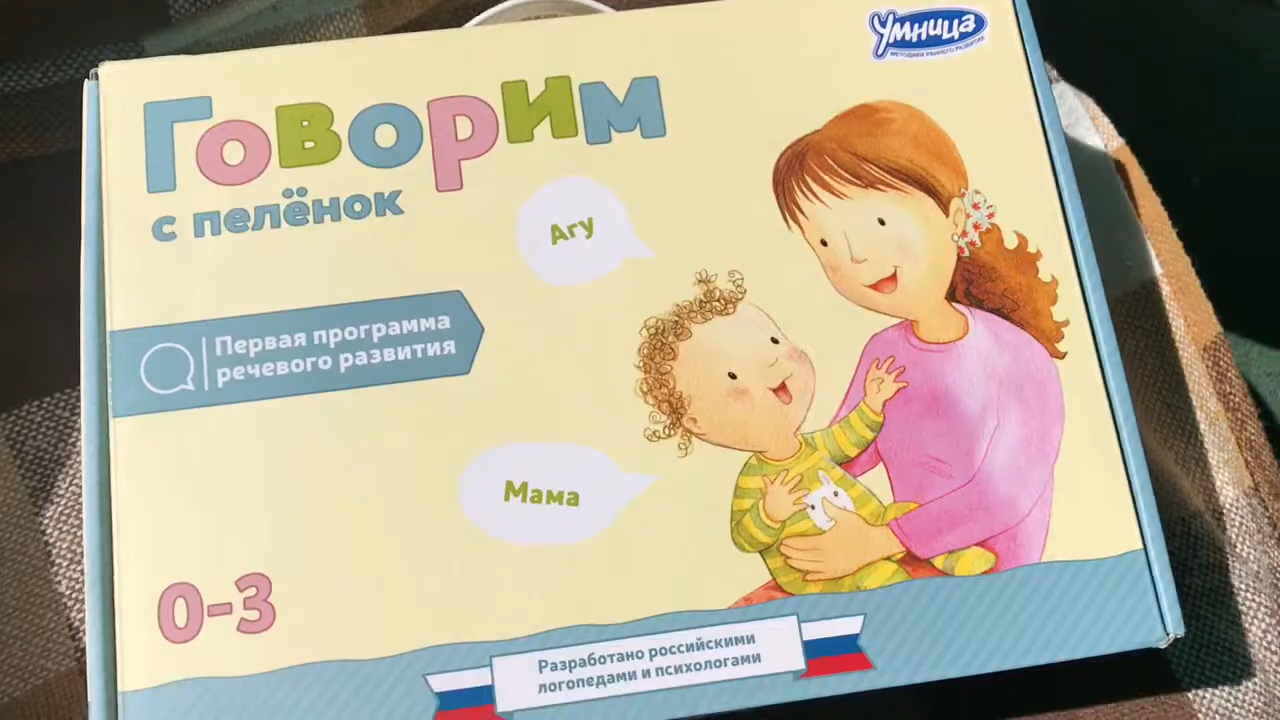 Умница
МЕТОДИКИ РАННЕГО РАЗВИТИЯ
Говорим
с пелёнок
Агу
Первая программа
речевого развития
Мама
0-3
Разработано российскими
логопедами и психологами